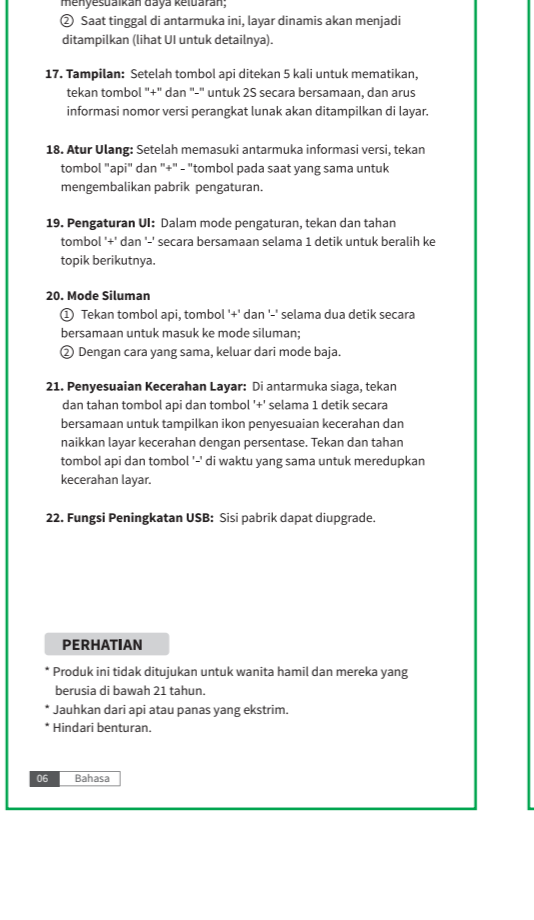 menyesuaikan daya keluaran;
② Saat tinggal di antarmuka ini, layar dinamis akan menjadi
ditampilkan (lihat UI untuk detailnya).
17. Tampilan: Setelah tombol api ditekan 5 kali untuk mematikan,
tekan tombol "+" dan "-" untuk 2S secara bersamaan, dan arus
informasi nomor versi perangkat lunak akan ditampilkan di layar.
18. Atur Ulang: Setelah memasuki antarmuka informasi versi, tekan
tombol "api" dan "+" - "tombol pada saat yang sama untuk
mengembalikan pabrik pengaturan.
19. Pengaturan UI: Dalam mode pengaturan, tekan dan tahan
tombol '+' dan '-' secara bersamaan selama 1 detik untuk beralih ke
topik berikutnya.
20. Mode Siluman
① Tekan tombol api, tombol '+' dan '-' selama dua detik secara
bersamaan untuk masuk ke mode siluman;
② Dengan cara yang sama, keluar dari mode baja.
21. Penyesuaian Kecerahan Layar: Di antarmuka siaga, tekan
dan tahan tombol api dan tombol '+' selama 1 detik secara
bersamaan untuk tampilkan ikon penyesuaian kecerahan dan
naikkan layar kecerahan dengan persentase. Tekan dan tahan
tombol api dan tombol '-' di waktu yang sama untuk meredupkan
kecerahan layar.
22. Fungsi Peningkatan USB: Sisi pabrik dapat diupgrade.
PERHATIAN
* Produk ini tidak ditujukan untuk wanita hamil dan mereka yang
berusia di bawah 21 tahun.
* Jauhkan dari api atau panas yang ekstrim.
* Hindari benturan.
06 Bahasa